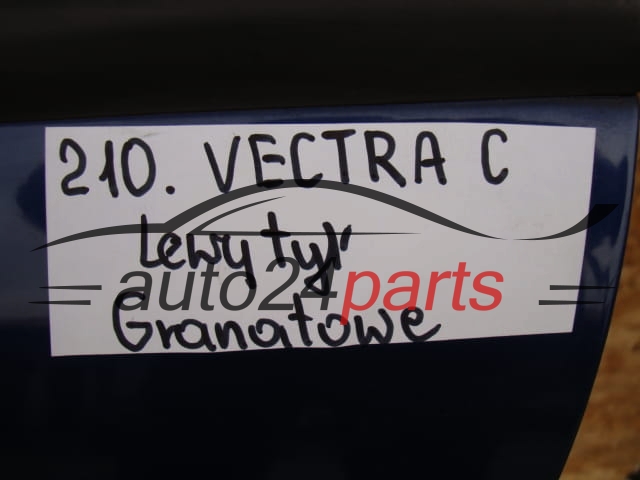 210. VECTRA C
Lewy tył
auto24parts
Granatowe